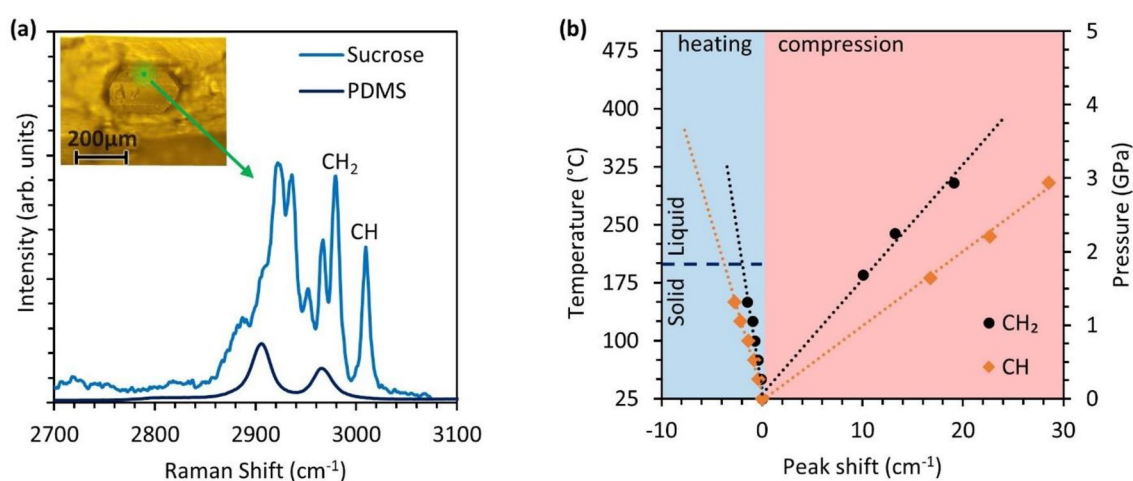 (a)
Sucrose
PDMS
200μm
CH₂
CH
Intensity (arb. units)
2700 2800 2900 3000 3100
Raman Shift (cm⁻¹)
(b)
heating compression
475
400
325
250
175
100
25
Temperature (°C)
Liquid
Solid
CH₂
CH
5
4
3
2
1
0
Pressure (GPa)
-10 0 10 20 30
Peak shift (cm⁻¹)